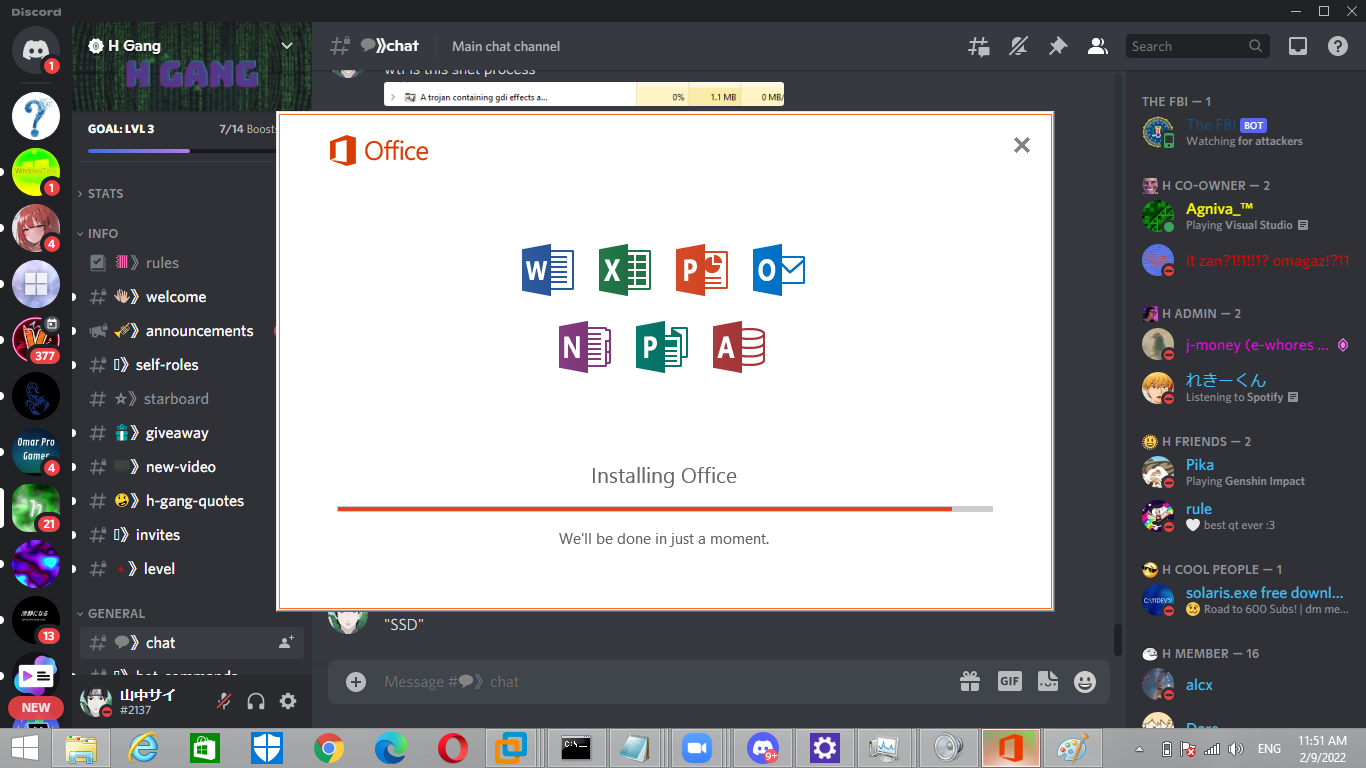 Discord
H Gang
H GANG
GOAL: LVL 3
7/14 Boosts
STATS
INFO
rules
welcome
announcements
self-roles
starboard
giveaway
new-video
h-gang-quotes
invites
level
GENERAL
chat
bot-commands
山中サイ
#2137
1
WindowsTime
1
4
377
Omar Pro
Gamer
4
21
13
NEW
chat
Main chat channel
Search
wtf is this shet process
A trojan containing gdi effects a...
0%
1.1 MB
0 MB/
Office
W
X
P
O
N
P
A
Installing Office
We'll be done in just a moment.
"SSD"
Message #💬》 chat
GIF
THE FBI — 1
The FBI BOT
Watching for attackers
H CO-OWNER — 2
Agniva_™
Playing Visual Studio
it zan?1!1!!1? omagaz!?11
H ADMIN — 2
j-money (e-whores ...
れきーくん
Listening to Spotify
H FRIENDS — 2
Pika
Playing Genshin Impact
rule
🤍 best qt ever :3
H COOL PEOPLE — 1
solaris.exe free downl...
Road to 600 Subs! | dm me...
H MEMBER — 16
alcx
C:\
9+
ENG
11:51 AM
2/9/2022